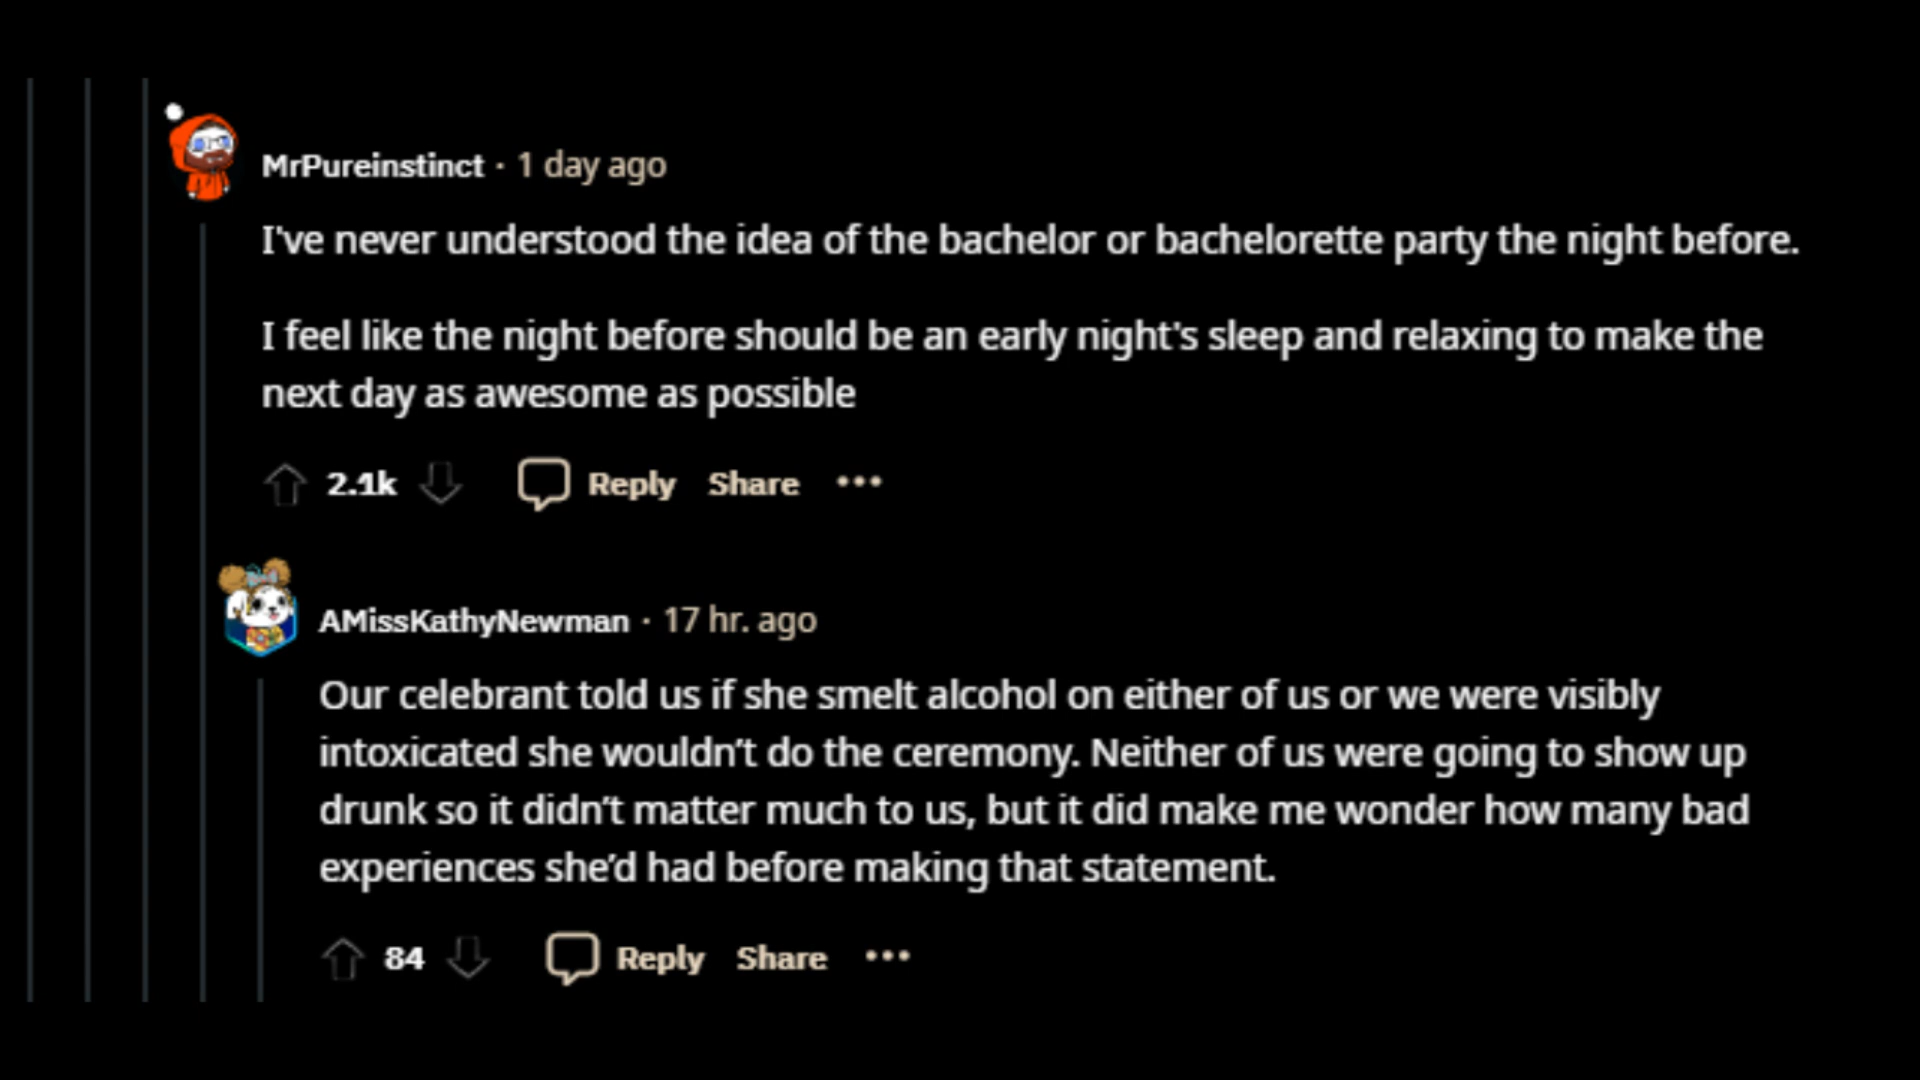 MrPureinstinct · 1 day ago
I've never understood the idea of the bachelor or bachelorette party the night before.
I feel like the night before should be an early night's sleep and relaxing to make the
next day as awesome as possible
2.1k Reply Share •••
AMissKathyNewman · 17 hr. ago
Our celebrant told us if she smelt alcohol on either of us or we were visibly
intoxicated she wouldn’t do the ceremony. Neither of us were going to show up
drunk so it didn’t matter much to us, but it did make me wonder how many bad
experiences she’d had before making that statement.
84 Reply Share •••